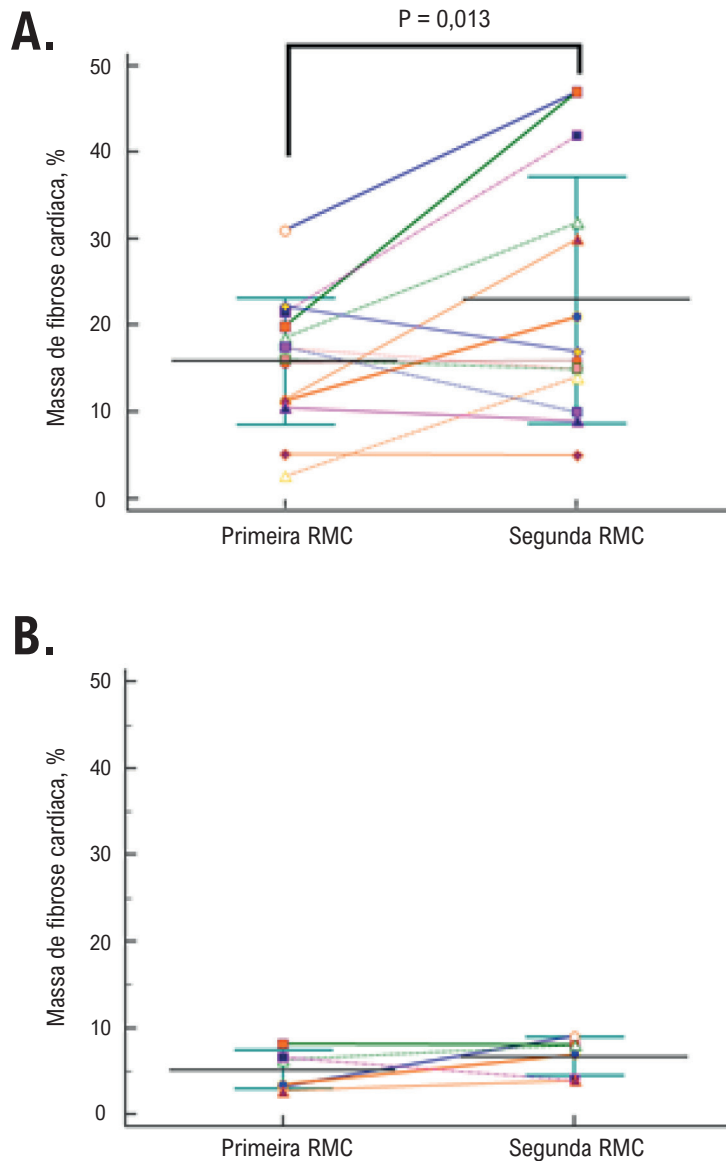 A.
P = 0,013
Massa de fibrose cardíaca, %
50
40
30
20
10
0
Primeira RMC
Segunda RMC
B.
Massa de fibrose cardíaca, %
50
40
30
20
10
0
Primeira RMC
Segunda RMC